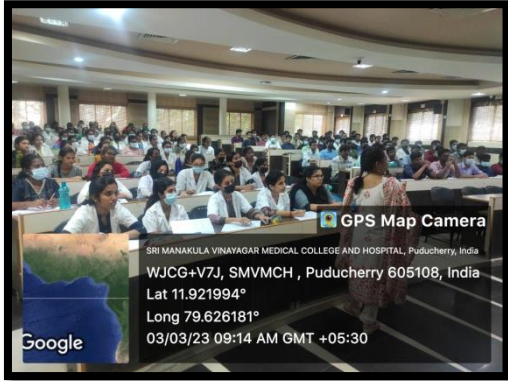 GPS Map Camera
SRI MANAKULA VINAYAGAR MEDICAL COLLEGE AND HOSPITAL, Puducherry, India
WJCG+V7J, SMVMCH , Puducherry 605108, India
Lat 11.921994°
Long 79.626181°
03/03/23 09:14 AM GMT +05:30
Google